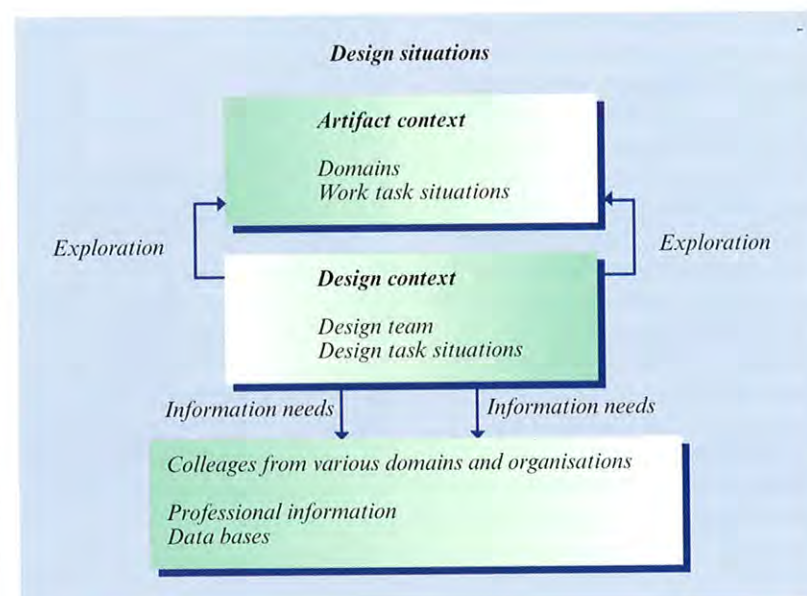 Design situations
Artifact context
Domains
Work task situations
Exploration
Exploration
Design context
Design team
Design task situations
Information needs
Information needs
Colleages from various domains and organisations
Professional information
Data bases